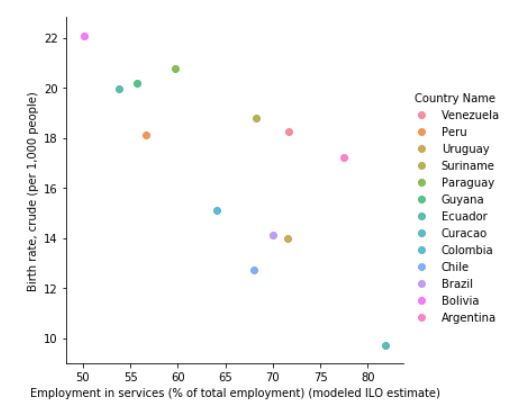 22
20
18
16
14
12
10
Birth rate, crude (per 1,000 people)
50 55 60 65 70 75 80
Employment in services (% of total employment) (modeled ILO estimate)
Country Name
Venezuela
Peru
Uruguay
Suriname
Paraguay
Guyana
Ecuador
Curacao
Colombia
Chile
Brazil
Bolivia
Argentina